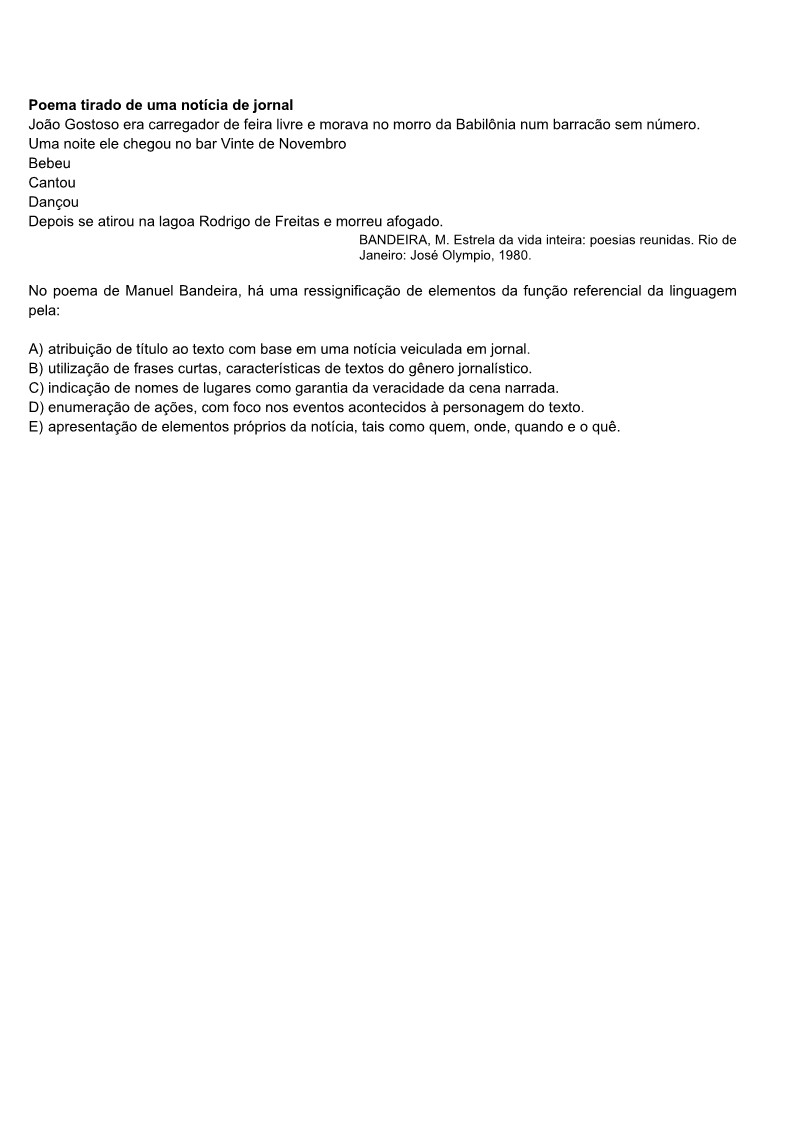 Poema tirado de uma notícia de jornal
João Gostoso era carregador de feira livre e morava no morro da Babilônia num barracão sem número.
Uma noite ele chegou no bar Vinte de Novembro
Bebeu
Cantou
Dançou
Depois se atirou na lagoa Rodrigo de Freitas e morreu afogado.
BANDEIRA, M. Estrela da vida inteira: poesias reunidas. Rio de
Janeiro: José Olympio, 1980.
No poema de Manuel Bandeira, há uma ressignificação de elementos da função referencial da linguagem
pela:
A) atribuição de título ao texto com base em uma notícia veiculada em jornal.
B) utilização de frases curtas, características de textos do gênero jornalístico.
C) indicação de nomes de lugares como garantia da veracidade da cena narrada.
D) enumeração de ações, com foco nos eventos acontecidos à personagem do texto.
E) apresentação de elementos próprios da notícia, tais como quem, onde, quando e o quê.